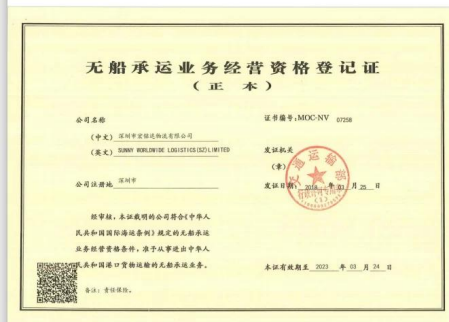 无船承运业务经营资格登记证
（正 本）
公司名称
证书编号:MOC-NV 07258
（中文） 深圳市宏锦达物流有限公司
（英文） SUNNY WORLDWIDE LOGISTICS(SZ)LIMITED
发证机关
（章）
交通运输部
公司注册地 深圳市
发证日期: 2019 年 03 月 25 日
经审核，本证载明的公司符合《中华人
民共和国国际海运条例》规定的无船承运
业务经营资格条件，准予从事进出中华人
民共和国港口货物运输的无船承运业务。
本证有效期至 2023 年 03 月 24 日
备注：责任保险。